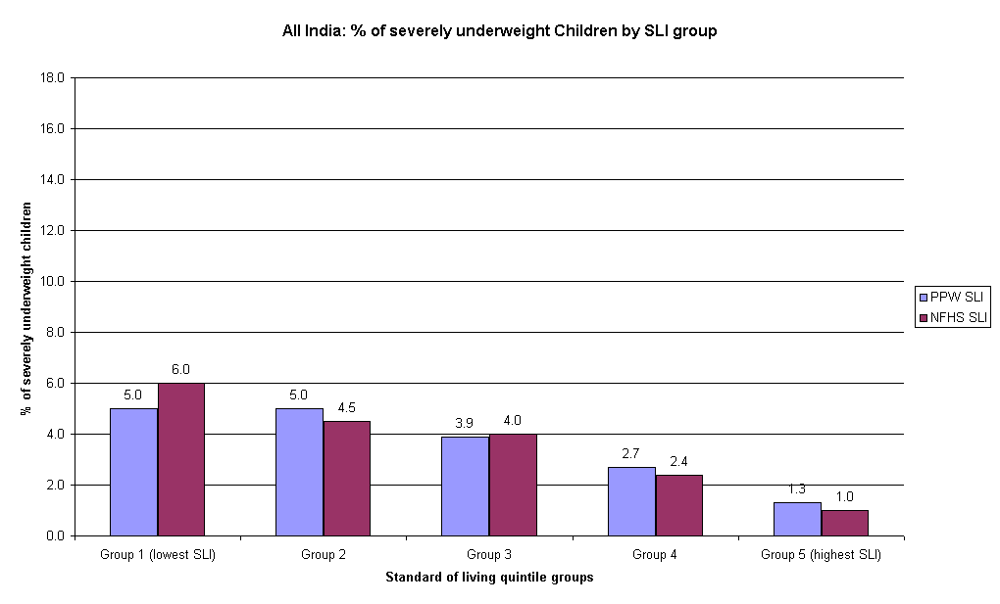 All India: % of severely underweight Children by SLI group
% of severely underweight children
18.0
16.0
14.0
12.0
10.0
8.0
6.0
4.0
2.0
0.0
5.0
6.0
5.0
4.5
3.9
4.0
2.7
2.4
1.3
1.0
Group 1 (lowest SLI)
Group 2
Group 3
Group 4
Group 5 (highest SLI)
Standard of living quintile groups
PPW SLI
NFHS SLI